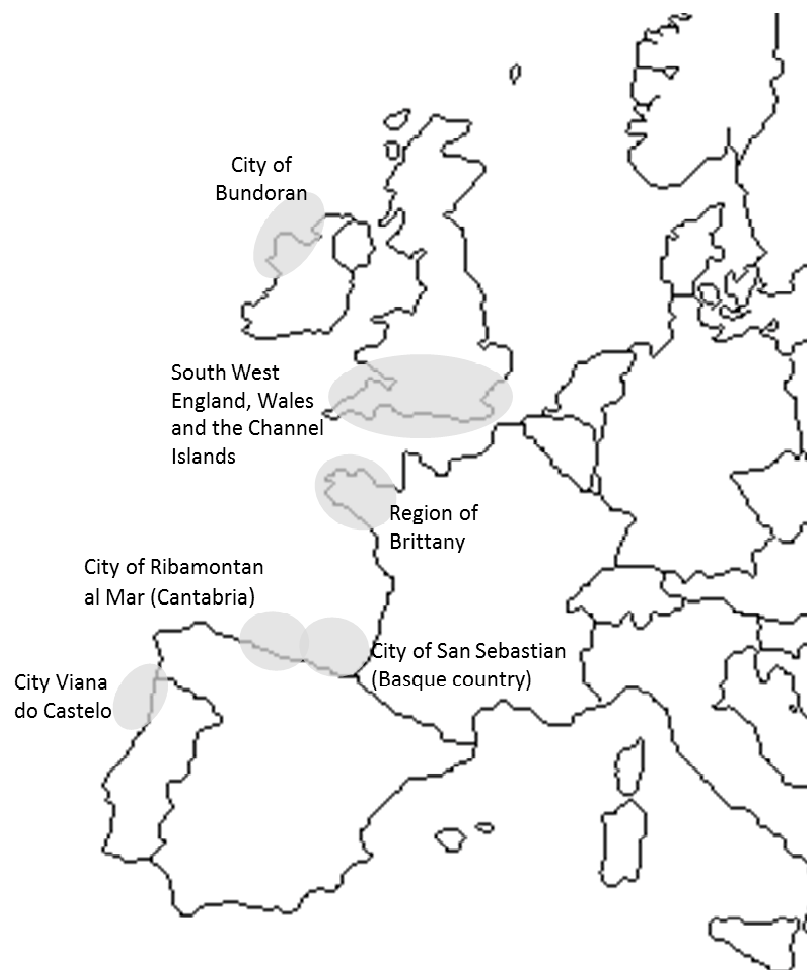 City of
Bundoran
South West
England, Wales
and the Channel
Islands
Region of
Brittany
City of Ribamontan
al Mar (Cantabria)
City of San Sebastian
(Basque country)
City Viana
do Castelo